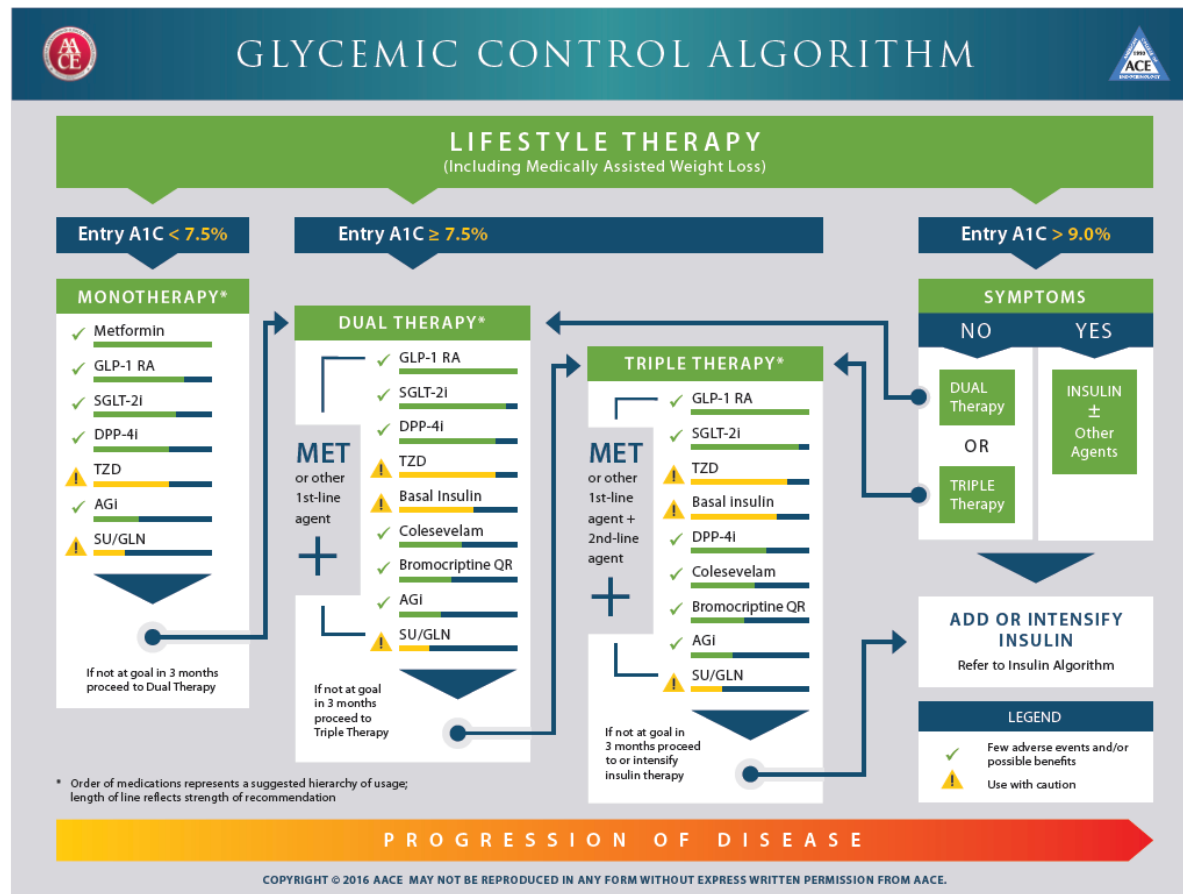 AACE
GLYCEMIC CONTROL ALGORITHM
ACE
LIFESTYLE THERAPY
(Including Medically Assisted Weight Loss)
Entry A1C < 7.5%
MONOTHERAPY*
Metformin
GLP-1 RA
SGLT-2i
DPP-4i
TZD
AGi
SU/GLN
If not at goal in 3 months
proceed to Dual Therapy
Entry A1C ≥ 7.5%
DUAL THERAPY*
MET
or other
1st-line
agent
+
GLP-1 RA
SGLT-2i
DPP-4i
TZD
Basal Insulin
Colesevelam
Bromocriptine QR
AGi
SU/GLN
If not at goal
in 3 months
proceed to
Triple Therapy
TRIPLE THERAPY*
MET
or other
1st-line
agent +
2nd-line
agent
+
GLP-1 RA
SGLT-2i
TZD
Basal insulin
DPP-4i
Colesevelam
Bromocriptine QR
AGi
SU/GLN
If not at goal in
3 months proceed
to or intensify
insulin therapy
Entry A1C > 9.0%
SYMPTOMS
NO
DUAL
Therapy
OR
TRIPLE
Therapy
YES
INSULIN
±
Other
Agents
ADD OR INTENSIFY
INSULIN
Refer to Insulin Algorithm
LEGEND
Few adverse events and/or
possible benefits
Use with caution
* Order of medications represents a suggested hierarchy of usage;
length of line reflects strength of recommendation
PROGRESSION OF DISEASE
COPYRIGHT © 2016 AACE MAY NOT BE REPRODUCED IN ANY FORM WITHOUT EXPRESS WRITTEN PERMISSION FROM AACE.